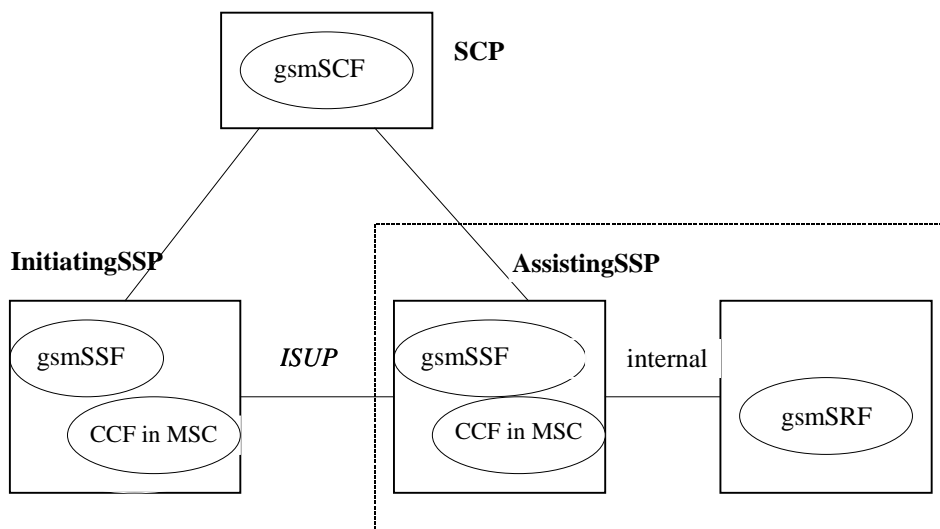 SCP
gsmSCF
InitiatingSSP
AssistingSSP
gsmSSF
ISUP
gsmSSF
internal
CCF in MSC
CCF in MSC
gsmSRF